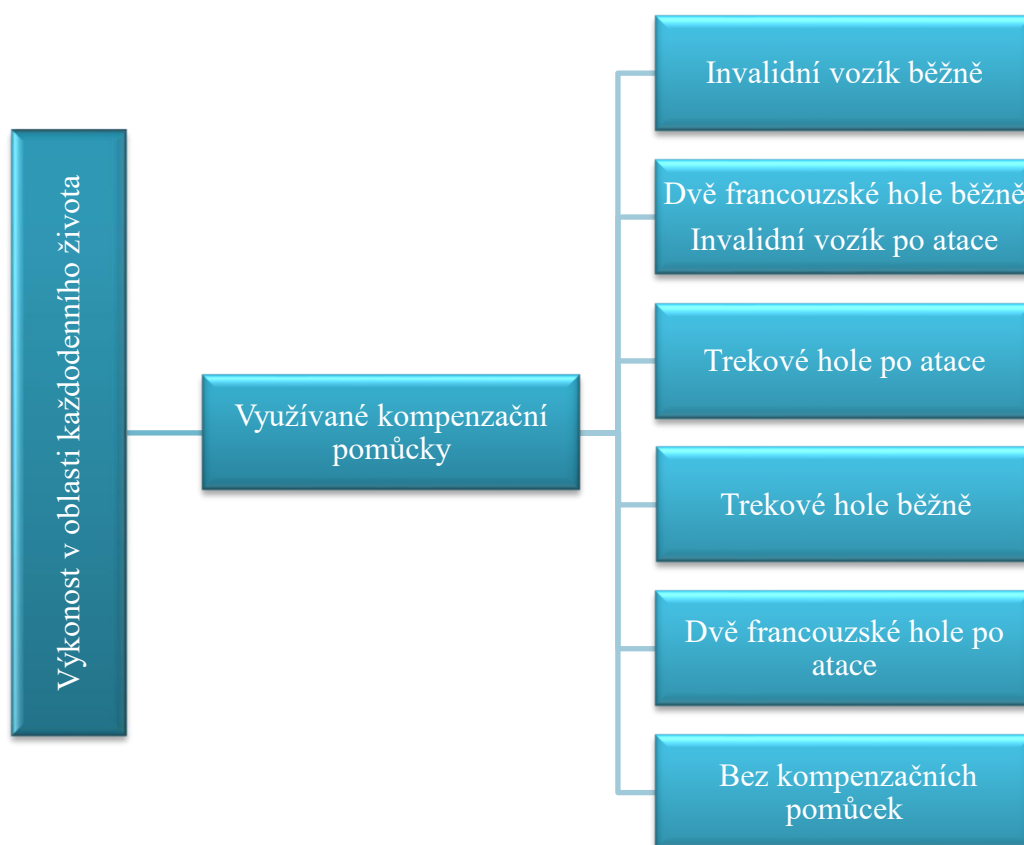 Výkonost v oblasti každodenního života
Využívané kompenzační
pomůcky
Invalidní vozík běžně
Dvě francouzské hole běžně
Invalidní vozík po atace
Trekové hole po atace
Trekové hole běžně
Dvě francouzské hole po
atace
Bez kompenzačních
pomůcek